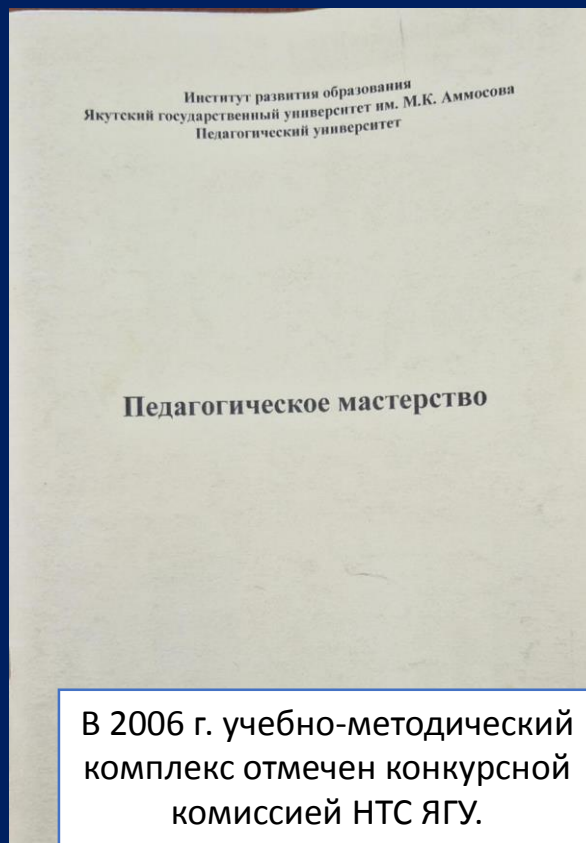 Институт развития образования
Якутский государственный университет им. М.К. Аммосова
Педагогический университет
Педагогическое мастерство
В 2006 г. учебно-методический
комплекс отмечен конкурсной
комиссией НТС ЯГУ.